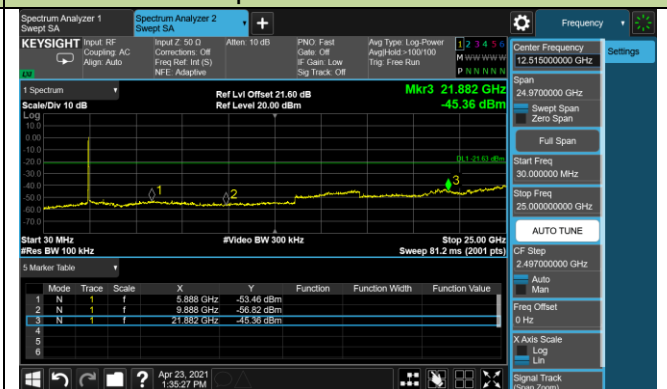 Spectrum Analyzer 1
Swept SA
Spectrum Analyzer 2
Swept SA
+
Frequency
KEYSIGHT
Input: RF
Coupling: AC
Align: Auto
Input Z: 50 Ω
Corrections: Off
Freq Ref: Int (S)
NFE: Adaptive
Atten: 10 dB
PNO: Fast
Gate: Off
IF Gain: Low
Sig Track: Off
Avg Type: Log-Power
Avg|Hold:>100/100
Trig: Free Run
1 2 3 4 5 6
M W W W W W
P N N N N N
LXI
1 Spectrum
Scale/Div 10 dB
Ref Lvl Offset 21.60 dB
Ref Level 20.00 dBm
Mkr3 21.882 GHz
-45.36 dBm
Log
10.0
0.00
-10.0
-20.0
-30.0
-40.0
-50.0
-60.0
-70.0
DL1 -21.63 dBm
1
2
3
Start 30 MHz
#Res BW 100 kHz
#Video BW 300 kHz
Stop 25.00 GHz
Sweep 81.2 ms (2001 pts)
5 Marker Table
Mode Trace Scale X Y Function Function Width Function Value
1 N 1 f 5.888 GHz -53.46 dBm
2 N 1 f 9.888 GHz -56.82 dBm
3 N 1 f 21.882 GHz -45.36 dBm
4
5
6
Apr 23, 2021
1:35:27 PM
Center Frequency
12.515000000 GHz
Settings
Span
24.9700000 GHz
Swept Span
Zero Span
Full Span
Start Freq
30.000000 MHz
Stop Freq
25.000000000 GHz
AUTO TUNE
CF Step
2.497000000 GHz
Auto
Man
Freq Offset
0 Hz
X Axis Scale
Log
Lin
Signal Track
(Span Zoom)